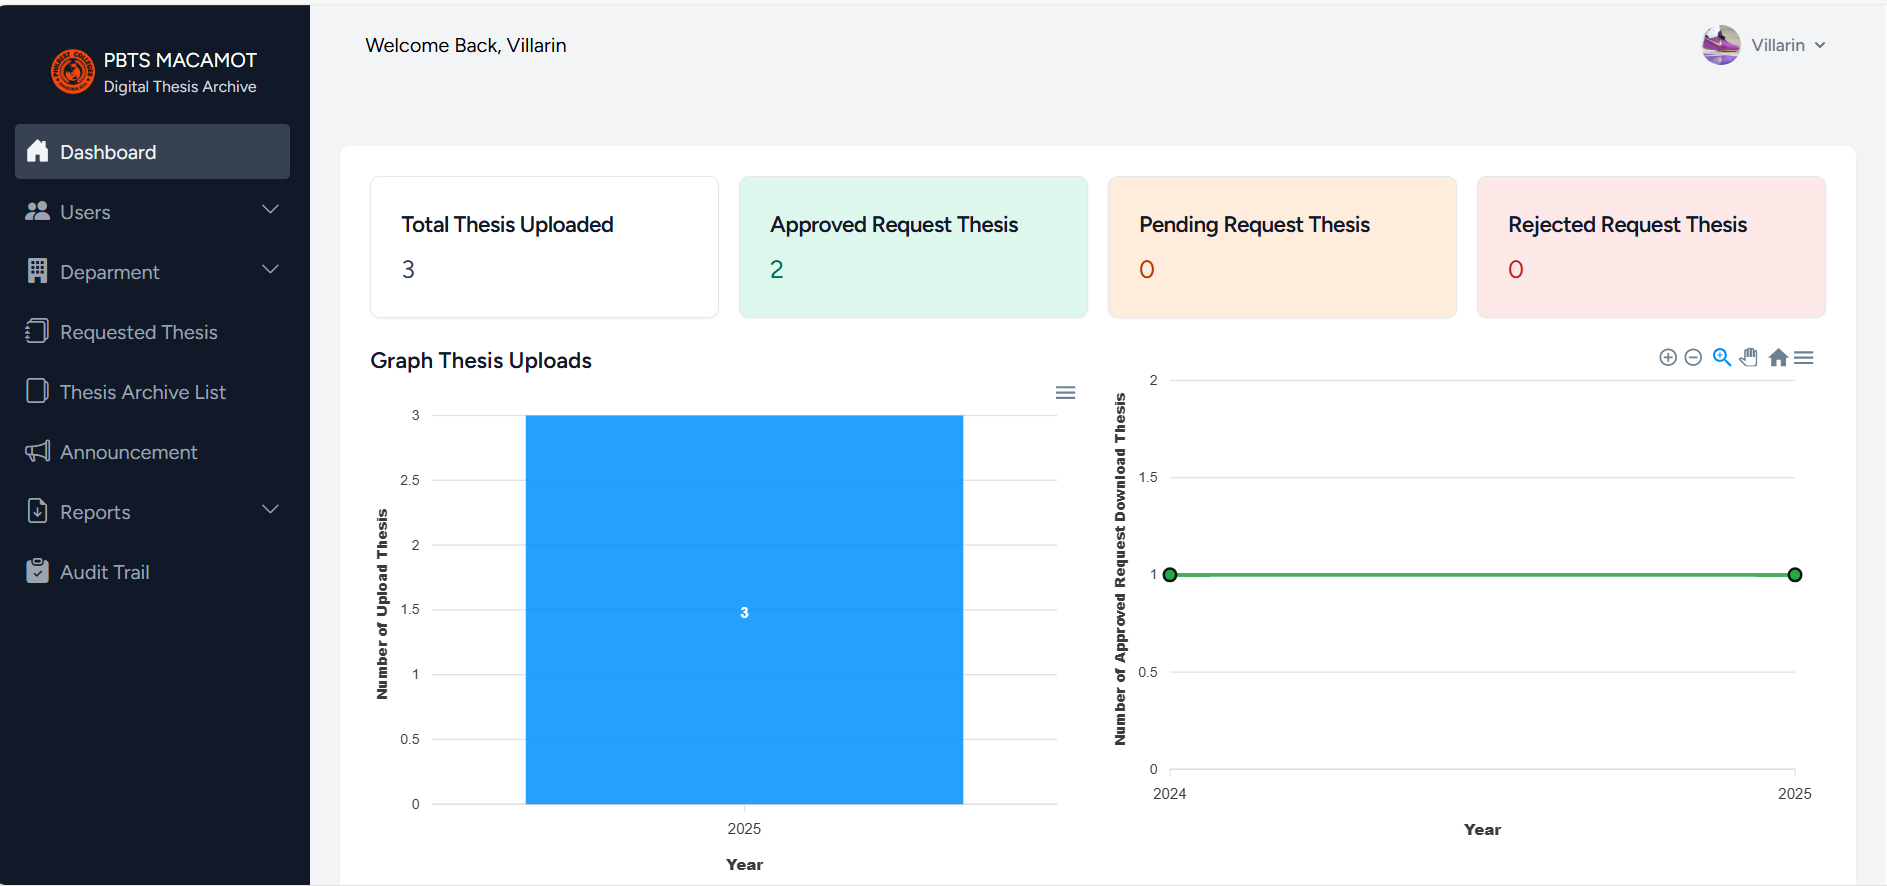 PBTS MACAMOT
Digital Thesis Archive
Dashboard
Users
Deparment
Requested Thesis
Thesis Archive List
Announcement
Reports
Audit Trail
Welcome Back, Villarin
Villarin
Total Thesis Uploaded
3
Approved Request Thesis
2
Pending Request Thesis
0
Rejected Request Thesis
0
Graph Thesis Uploads
Number of Upload Thesis
3
2.5
2
1.5
1
0.5
0
3
2025
Year
Number of Approved Request Download Thesis
2
1.5
1
0.5
0
2024
2025
Year